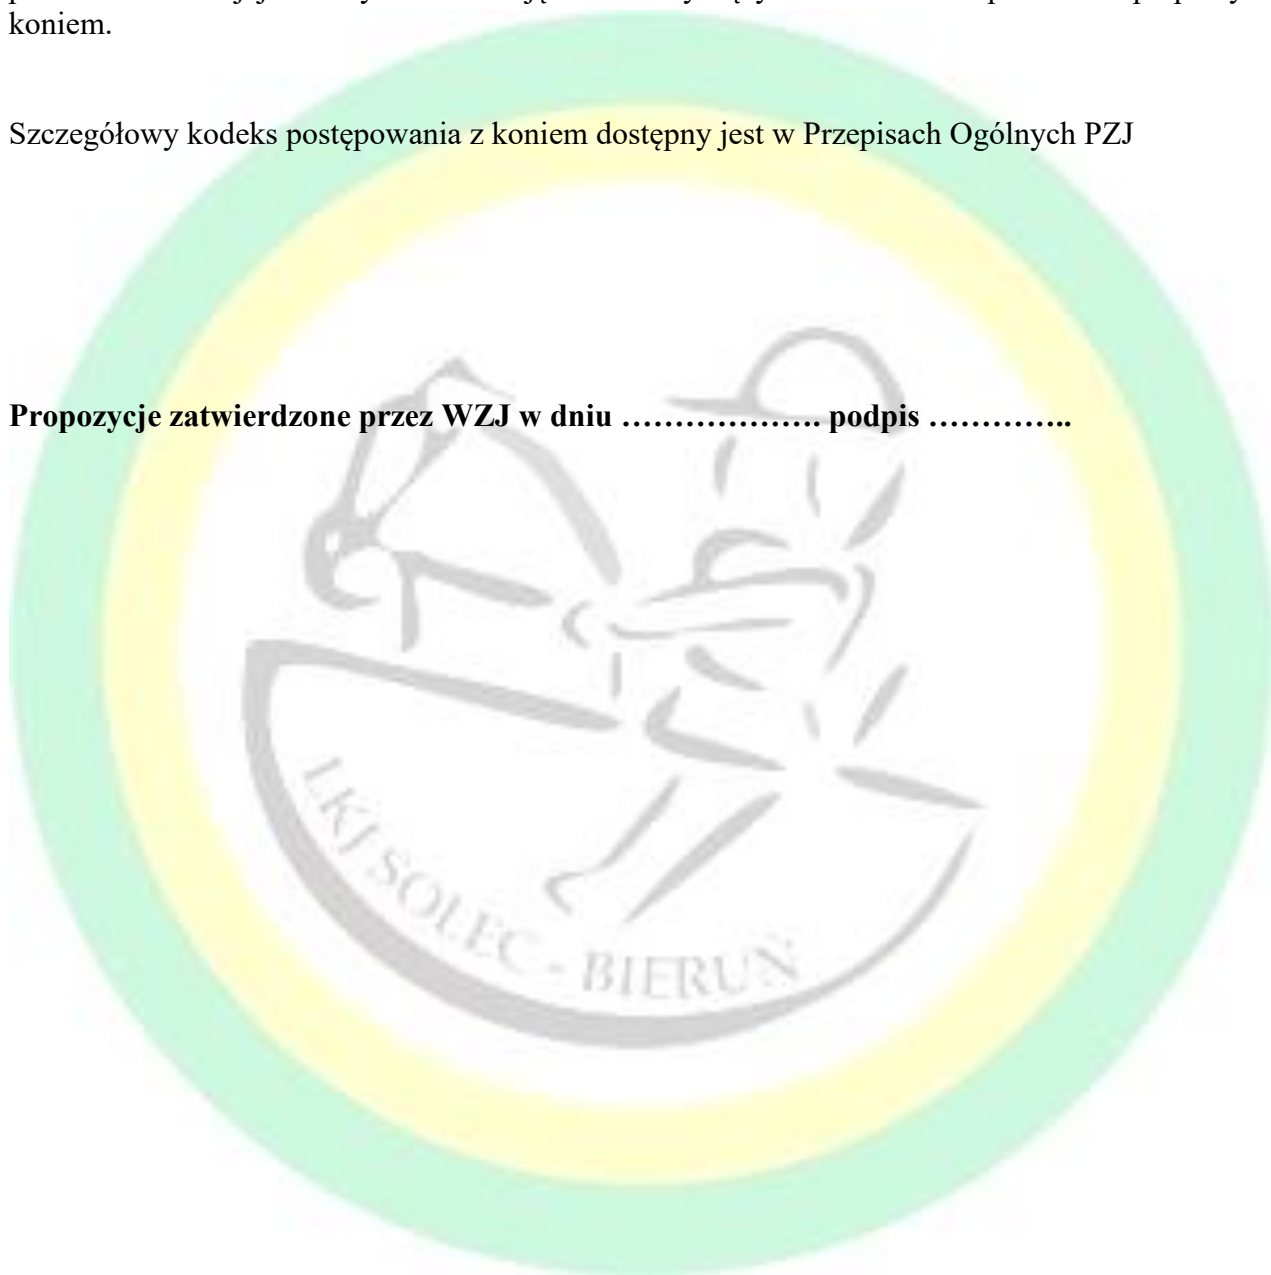 koniem.
Szczegółowy kodeks postępowania z koniem dostępny jest w Przepisach Ogólnych PZJ
Propozycje zatwierdzone przez WZJ w dniu ………………. podpis …………..
LKJ SOLEC - BIERUŃ